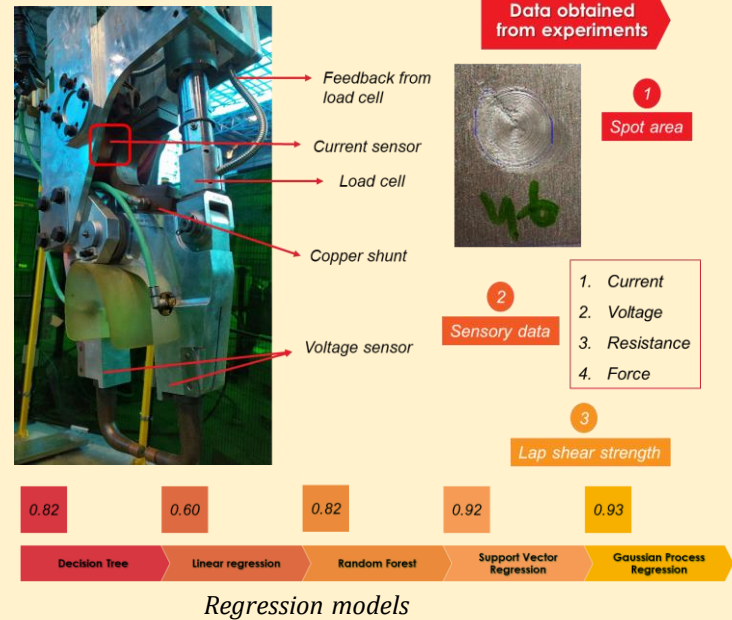 Data obtained
from experiments
Feedback from
load cell
Current sensor
Load cell
Copper shunt
Voltage sensor
1
Spot area
2
Sensory data
1. Current
2. Voltage
3. Resistance
4. Force
3
Lap shear strength
0.82
0.60
0.82
0.92
0.93
Decision Tree
Linear regression
Random Forest
Support Vector
Regression
Gaussian Process
Regression
Regression models